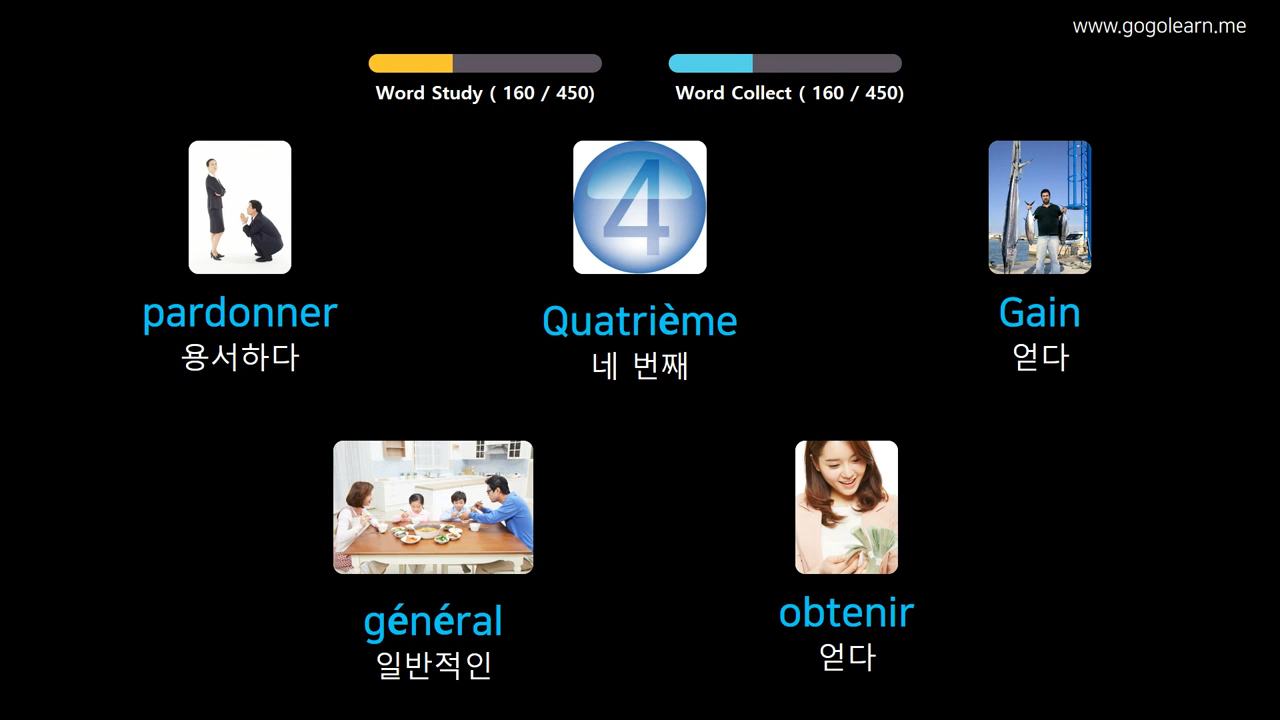 www.gogolearn.me
Word Study ( 160 / 450)
Word Collect ( 160 / 450)
4
pardonner
용서하다
Quatrième
네 번째
Gain
얻다
général
일반적인
obtenir
얻다